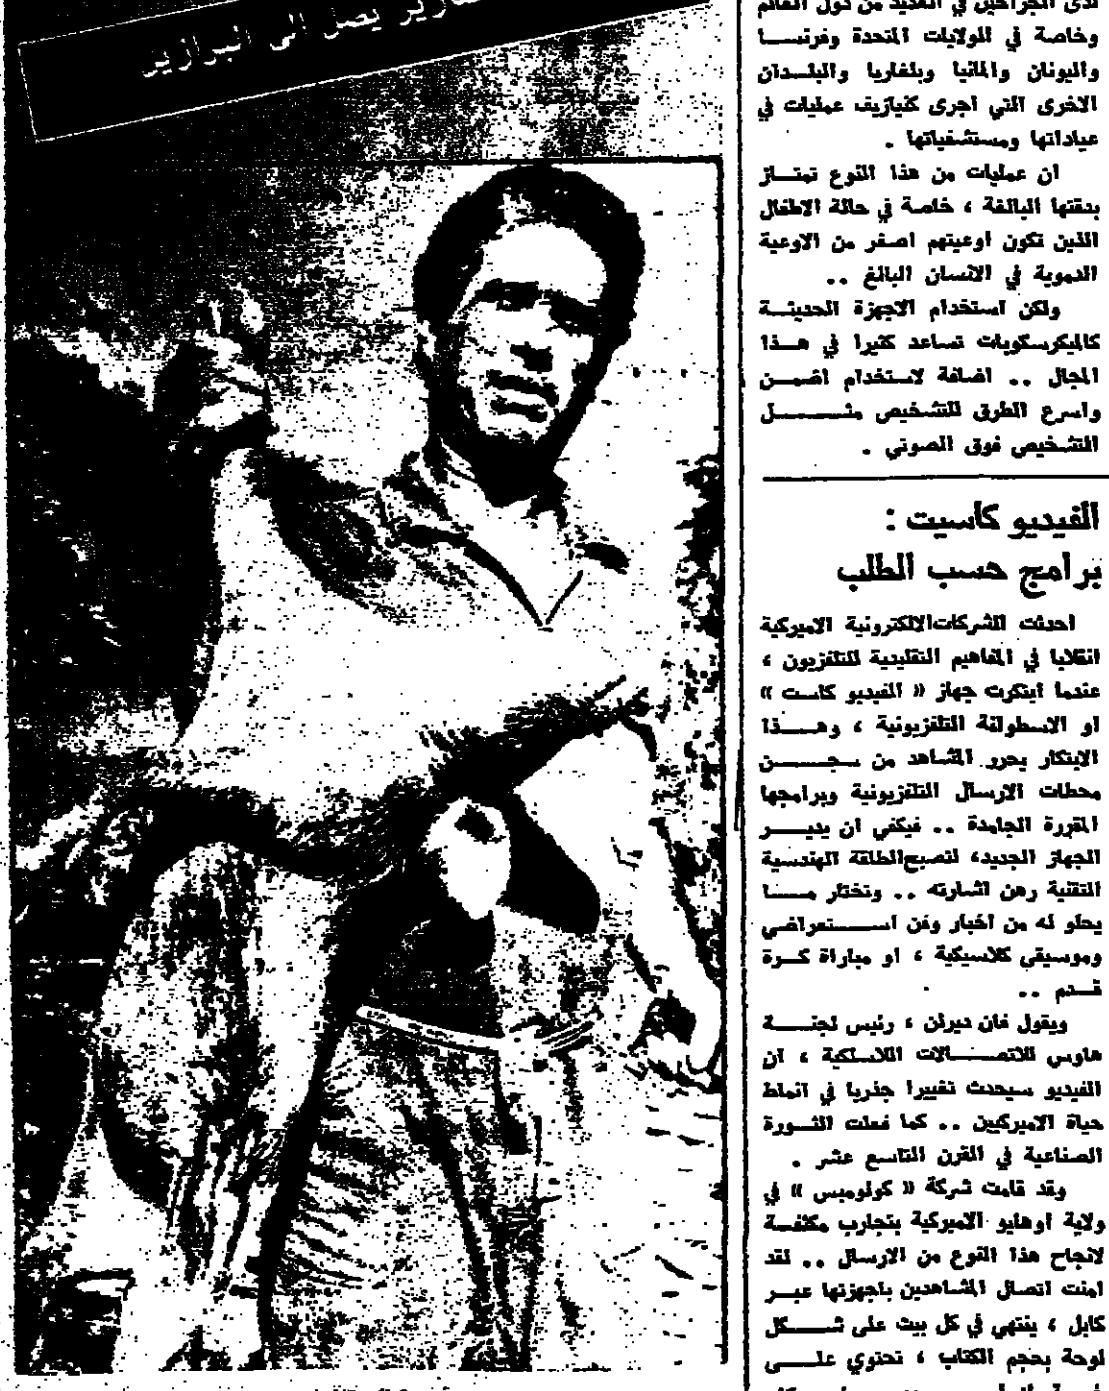 يصل الى البرازير
لدى الجراحين في العديد من دول العالم
وخاصة في الولايات المتحدة وفرنسا
واليونان والمانيا وبلغاريا والبلدان
الاخرى التي اجرى كنيازيف عمليات في
عياداتها ومستشفياتها .
ان عمليات من هذا النوع تمتاز
بدقتها البالغة ، خاصة في حالة الاطفال
الذين تكون اوعيتهم اصغر من الاوعية
الدموية في الانسان البالغ ..
ولكن استخدام الاجهزة الحديثة
كالميكرسكوبات تساعد كثيرا في هذا
المجال .. اضافة لاستخدام اضمن
واسرع الطرق للتشخيص مثل
التشخيص فوق الصوتي .
الفيديو كاسيت :
برامج حسب الطلب
احدثت الشركات الالكترونية الاميركية
انقلابا في المفاهيم التقليدية للتلفزيون ،
عندما ابتكرت جهاز « الفيديو كاست »
او الاسطوانة التلفزيونية ، وهذا
الابتكار يحرر المشاهد من سجن
محطات الارسال التلفزيونية وبرامجها
المقررة الجامدة .. فيكفي ان يدير
الجهاز الجديد، لتصبح الطاقة الهندسية
التقنية رهن اشارته .. وتختار مسا
يحلو له من اخبار وفن استعراضي
وموسيقى كلاسيكية ، او مباراة كرة
قدم ..
ويقول فان ديرلن ، رئيس لجنة
هاوس للاتصالات اللاسلكية ، ان
الفيديو سيحدث تغييرا جذريا في انماط
حياة الاميركيين .. كما فعلت الثورة
الصناعية في القرن التاسع عشر .
وقد قامت شركة « كولومبس » في
ولاية اوهايو الاميركية بتجارب مكثفة
لانجاح هذا النوع من الارسال .. لقد
امنت اتصال المشاهدين باجهزتها عبر
كابل ، ينتهي في كل بيت على شكل
لوحة بحجم الكتاب ، تحتوي على